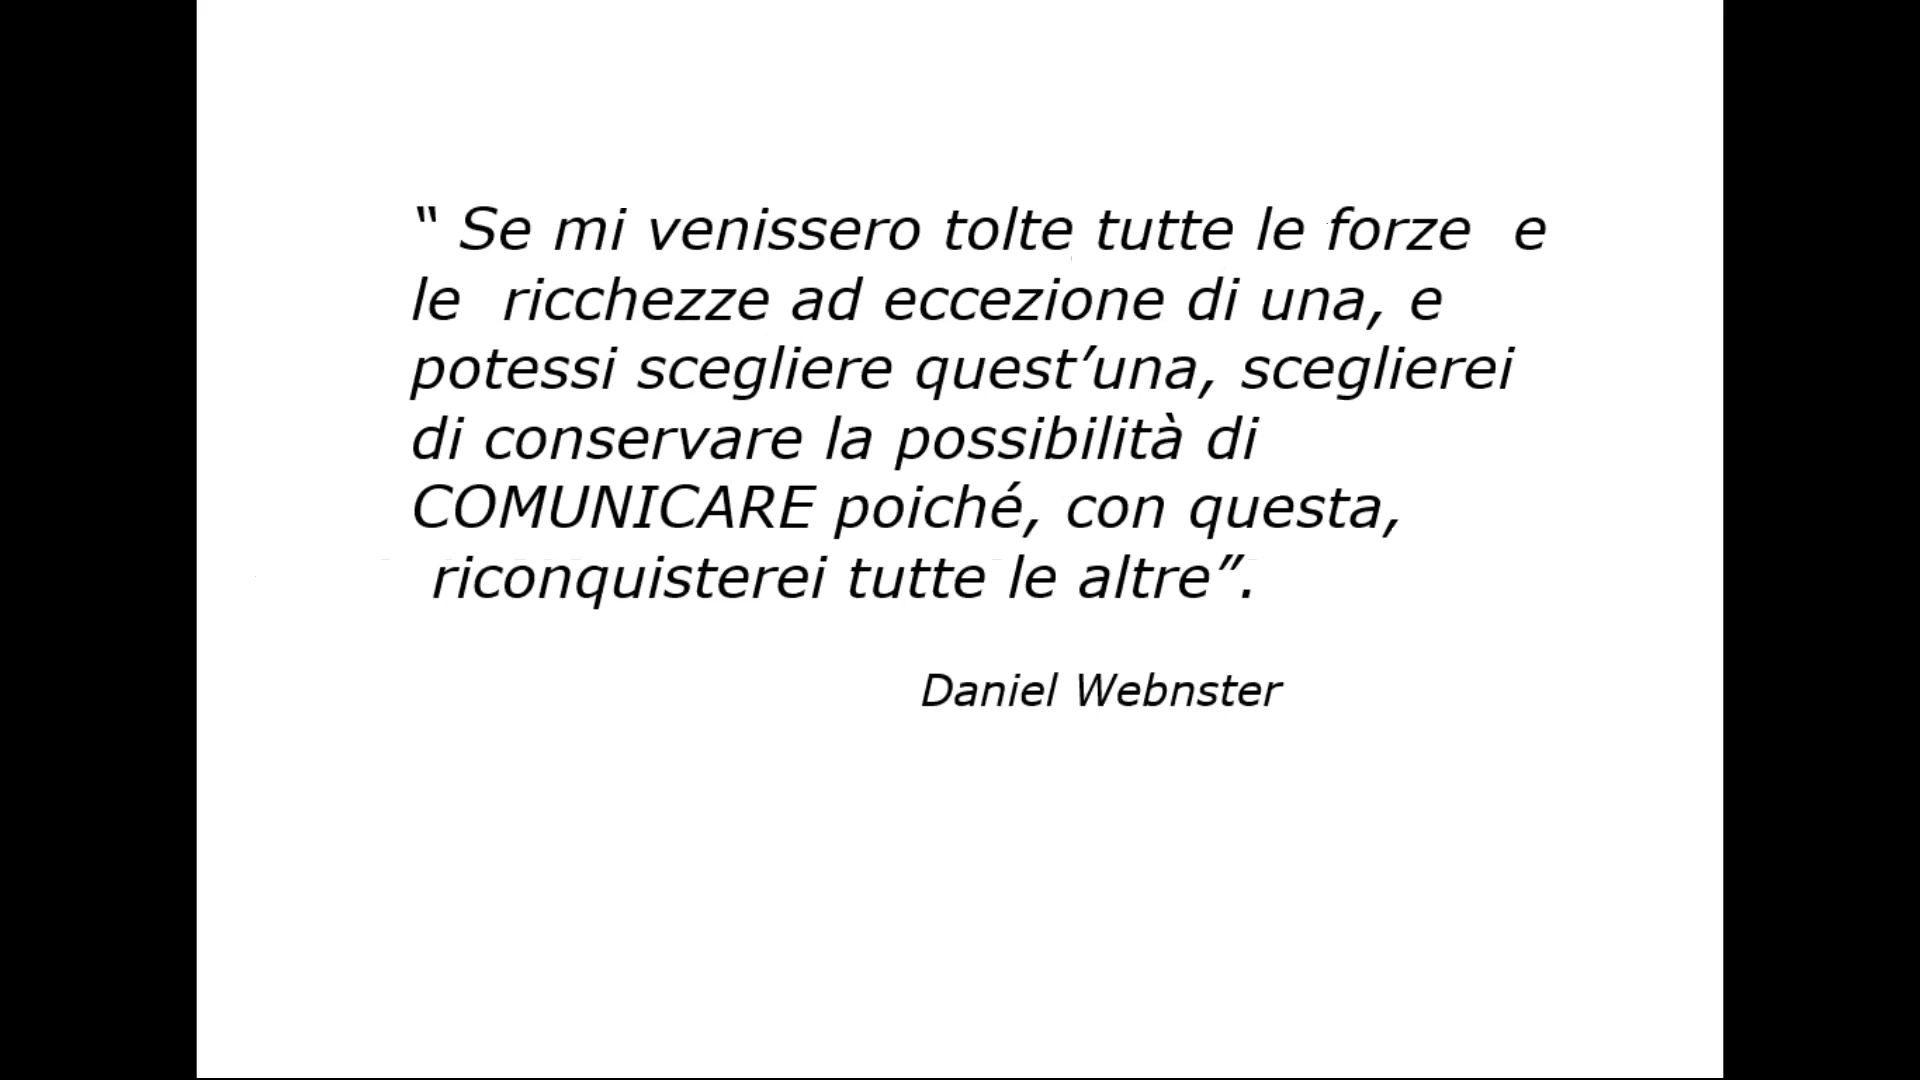 “ Se mi venissero tolte tutte le forze  e
le  ricchezze ad eccezione di una, e
potessi scegliere quest’una, sceglierei
di conservare la possibilità di
COMUNICARE poiché, con questa,
riconquisterei tutte le altre”.
Daniel Webnster